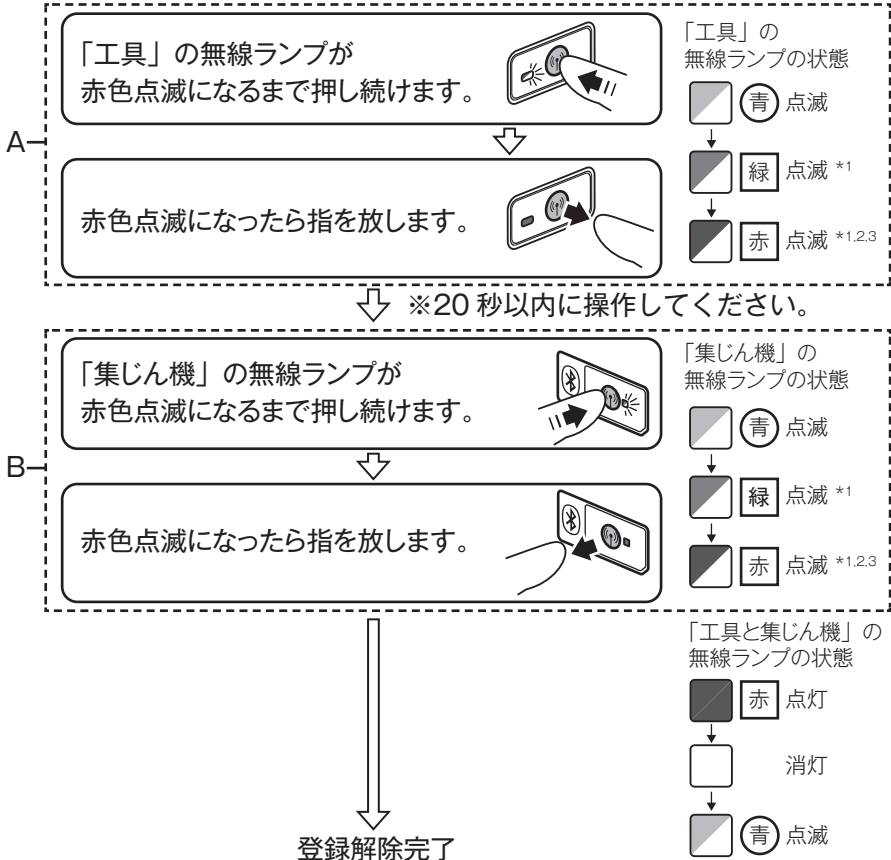 A
「工具」の無線ランプが
赤色点滅になるまで押し続けます。
赤色点滅になったら指を放します。
「工具」の
無線ランプの状態
青 点滅
緑 点滅 *1
赤 点滅 *1,2,3
※20 秒以内に操作してください。
B
「集じん機」の無線ランプが
赤色点滅になるまで押し続けます。
赤色点滅になったら指を放します。
「集じん機」の
無線ランプの状態
青 点滅
緑 点滅 *1
赤 点滅 *1,2,3
「工具と集じん機」の
無線ランプの状態
赤 点灯
消灯
青 点滅
登録解除完了